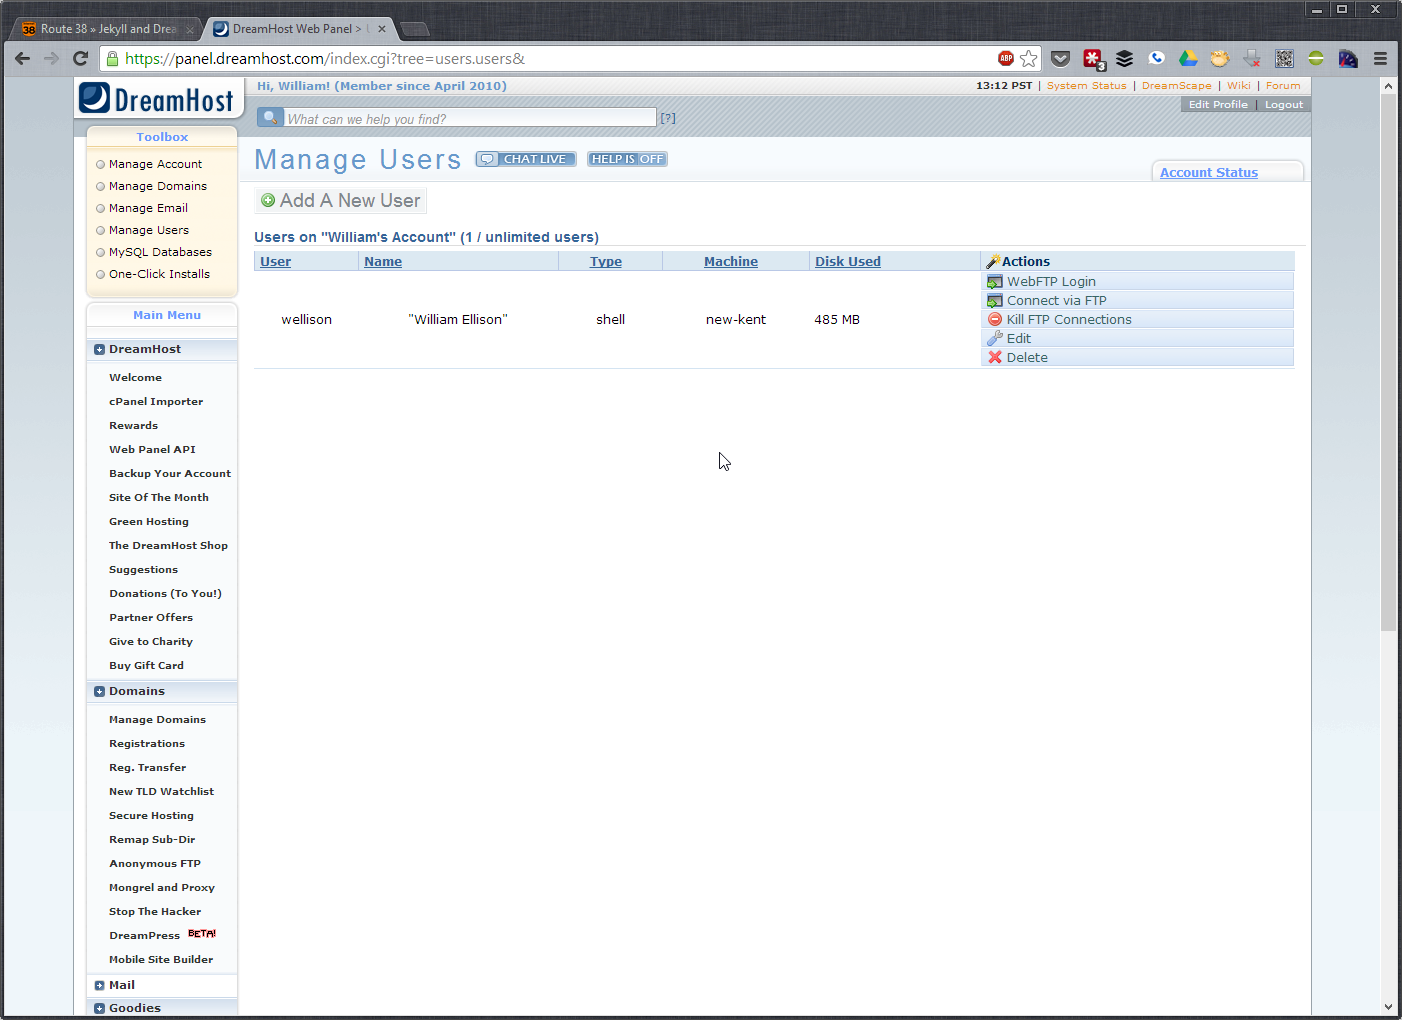 38 Route 38 » Jekyll and Drea
DreamHost Web Panel >
https://panel.dreamhost.com/index.cgi?tree=users.users&
ABP
3
DreamHost
Hi, William! (Member since April 2010)
13:12 PST | System Status | DreamScape | Wiki | Forum
What can we help you find?
[?]
Edit Profile | Logout
Toolbox
Manage Account
Manage Domains
Manage Email
Manage Users
MySQL Databases
One-Click Installs
Main Menu
DreamHost
Welcome
cPanel Importer
Rewards
Web Panel API
Backup Your Account
Site Of The Month
Green Hosting
The DreamHost Shop
Suggestions
Donations (To You!)
Partner Offers
Give to Charity
Buy Gift Card
Domains
Manage Domains
Registrations
Reg. Transfer
New TLD Watchlist
Secure Hosting
Remap Sub-Dir
Anonymous FTP
Mongrel and Proxy
Stop The Hacker
DreamPress BETA!
Mobile Site Builder
Mail
Goodies
Manage Users
CHAT LIVE
HELP IS OFF
Account Status
Add A New User
Users on "William's Account" (1 / unlimited users)
User Name Type Machine Disk Used Actions
wellison "William Ellison" shell new-kent 485 MB
WebFTP Login
Connect via FTP
Kill FTP Connections
Edit
Delete